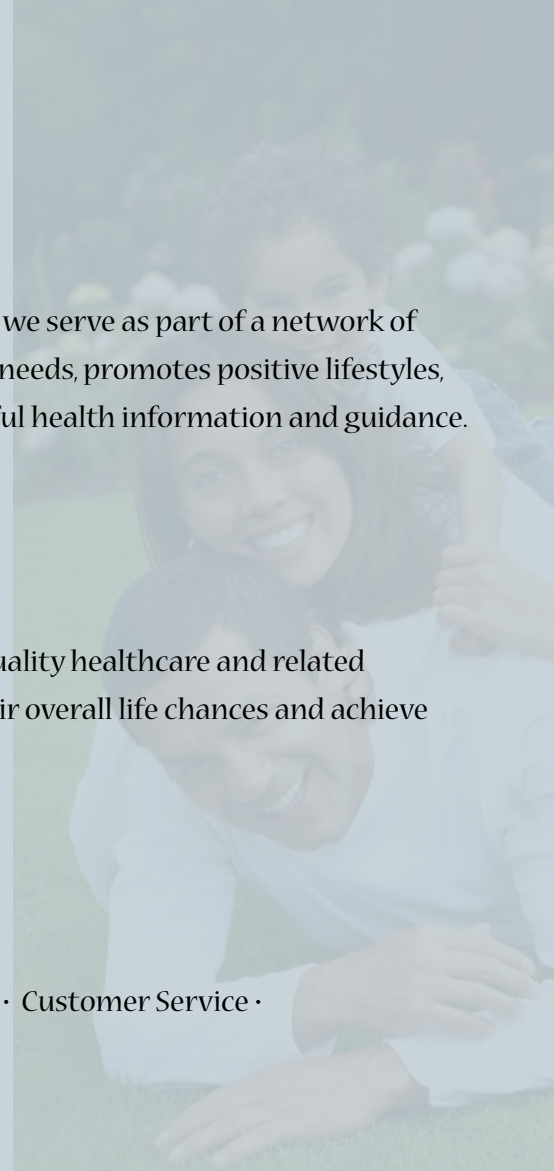 we serve as part of a network of
needs, promotes positive lifestyles,
ful health information and guidance.
uality healthcare and related
ir overall life chances and achieve
· Customer Service ·